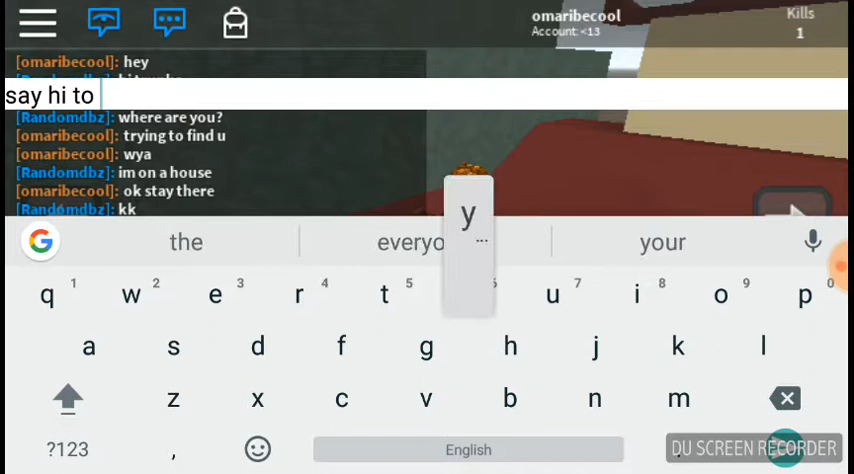 omaribecool
Account: <13
Kills
1
[omaribecool]: hey
say hi to
[Randomdbz]: where are you?
[omaribecool]: trying to find u
[omaribecool]: wya
[Randomdbz]: im on a house
[omaribecool]: ok stay there
[Randomdbz]: kk
y
...
the everyo your
q 1 w 2 e 3 r 4 t 5 6 u 7 i 8 o 9 p 0
a s d f g h j k l
z x c v b n m
?123 , English
DU SCREEN RECORDER